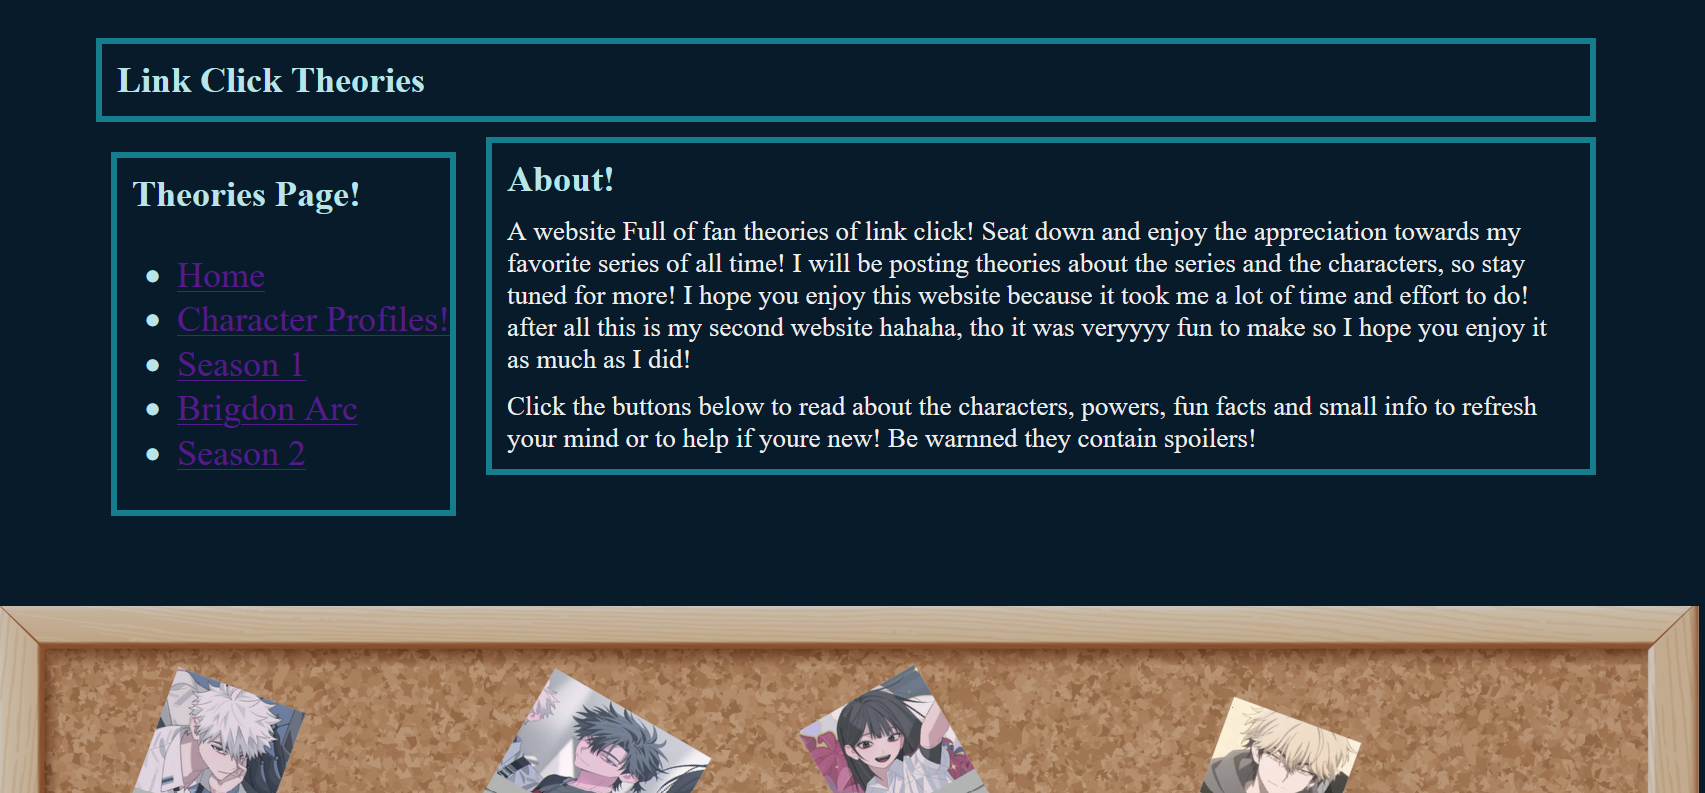 Link Click Theories
Theories Page!
Home
Character Profiles!
Season 1
Brigdon Arc
Season 2
About!
A website Full of fan theories of link click! Seat down and enjoy the appreciation towards my
favorite series of all time! I will be posting theories about the series and the characters, so stay
tuned for more! I hope you enjoy this website because it took me a lot of time and effort to do!
after all this is my second website hahaha, tho it was veryyyy fun to make so I hope you enjoy it
as much as I did!
Click the buttons below to read about the characters, powers, fun facts and small info to refresh
your mind or to help if youre new! Be warnned they contain spoilers!